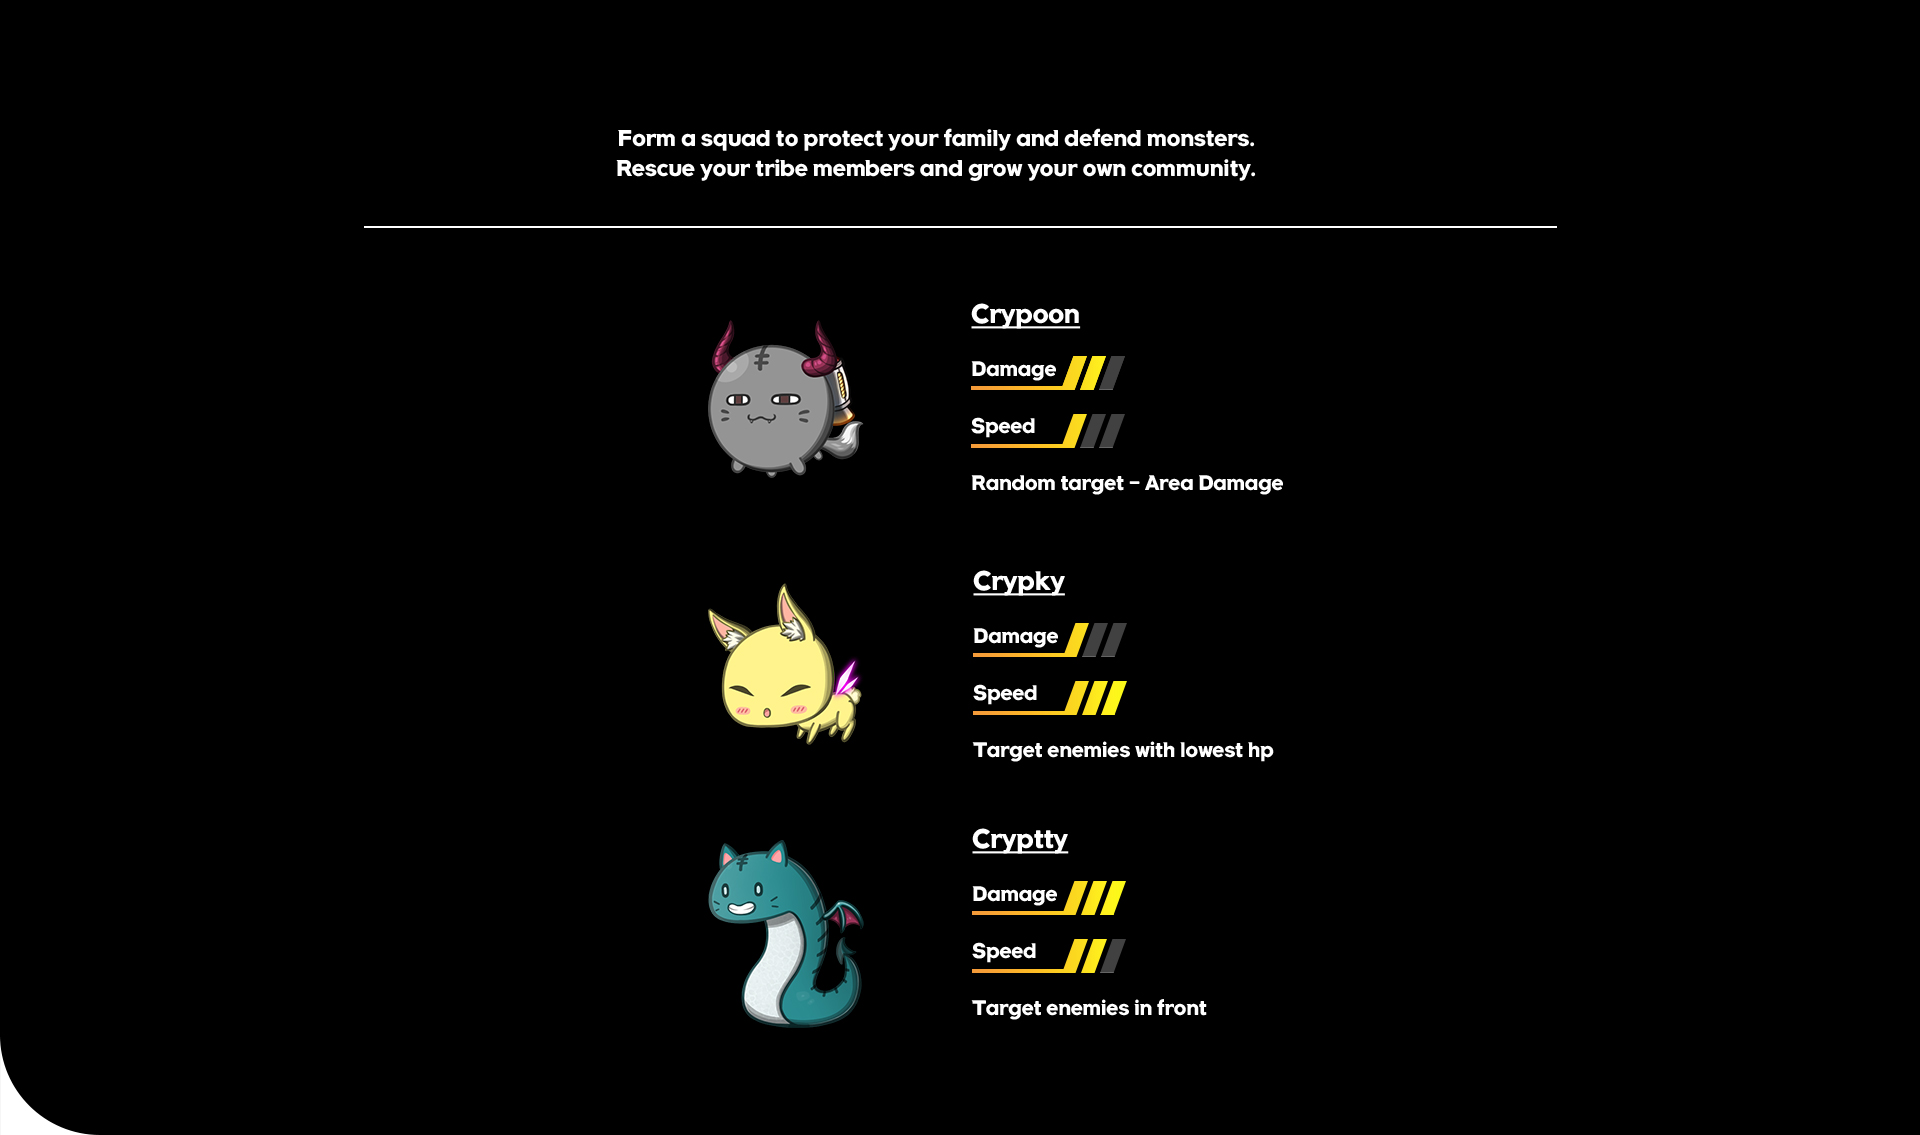 Form a squad to protect your family and defend monsters.
Rescue your tribe members and grow your own community.
Crypoon
Damage
Speed
Random target - Area Damage
Crypky
Damage
Speed
Target enemies with lowest hp
Cryptty
Damage
Speed
Target enemies in front